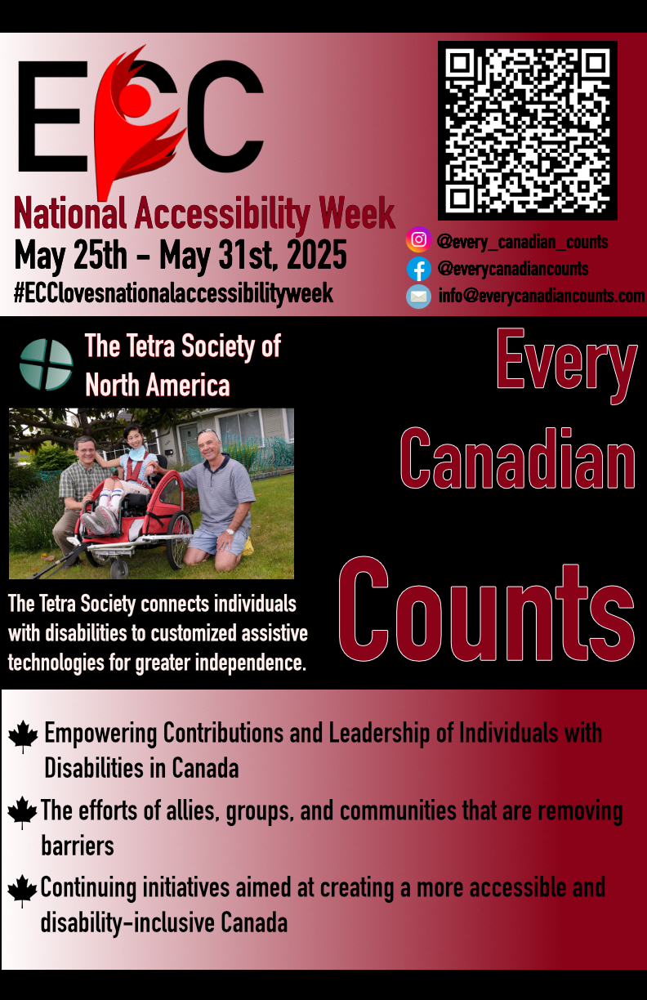 ECC
National Accessibility Week
May 25th - May 31st, 2025
#ECClovesnationalaccessibilityweek
@every_canadian_counts
@everycanadiancounts
info@everycanadiancounts.com
The Tetra Society of
North America
The Tetra Society connects individuals
with disabilities to customized assistive
technologies for greater independence.
Every
Canadian
Counts
Empowering Contributions and Leadership of Individuals with
Disabilities in Canada
The efforts of allies, groups, and communities that are removing
barriers
Continuing initiatives aimed at creating a more accessible and
disability-inclusive Canada